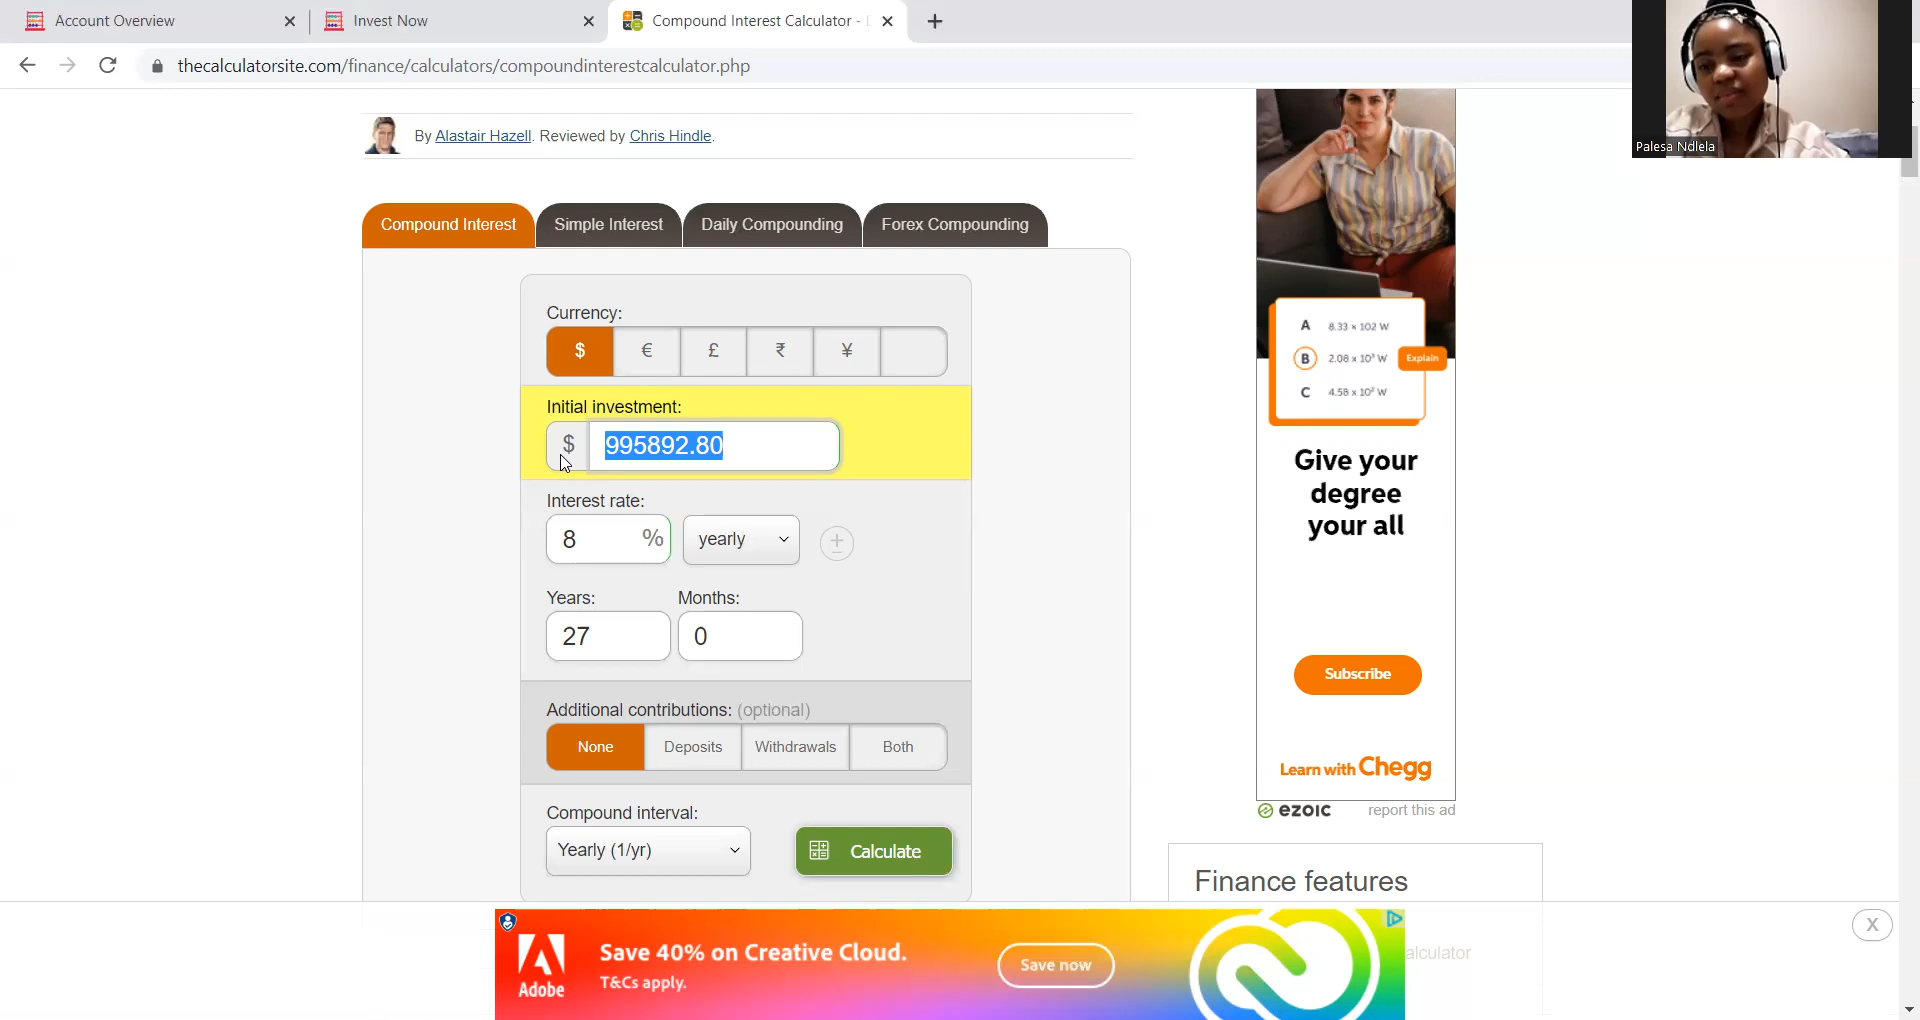 Account Overview
Invest Now
Compound Interest Calculator -
thecalculatorsite.com/finance/calculators/compoundinterestcalculator.php
Palesa Ndlela
By Alastair Hazell. Reviewed by Chris Hindle.
Compound Interest
Simple Interest
Daily Compounding
Forex Compounding
Currency:
$ € £ ₹ ¥
Initial investment:
$ 995892.80
Interest rate:
8 % yearly
Years: Months:
27 0
Additional contributions: (optional)
None Deposits Withdrawals Both
Compound interval:
Yearly (1/yr)
Calculate
A 8.33 x 102 W
B 2.08 x 10³ W Explain
C 4.58 x 10² W
Give your
degree
your all
Subscribe
Learn with Chegg
ezoic report this ad
Finance features
alculator
X
Adobe
Save 40% on Creative Cloud.
T&Cs apply.
Save now